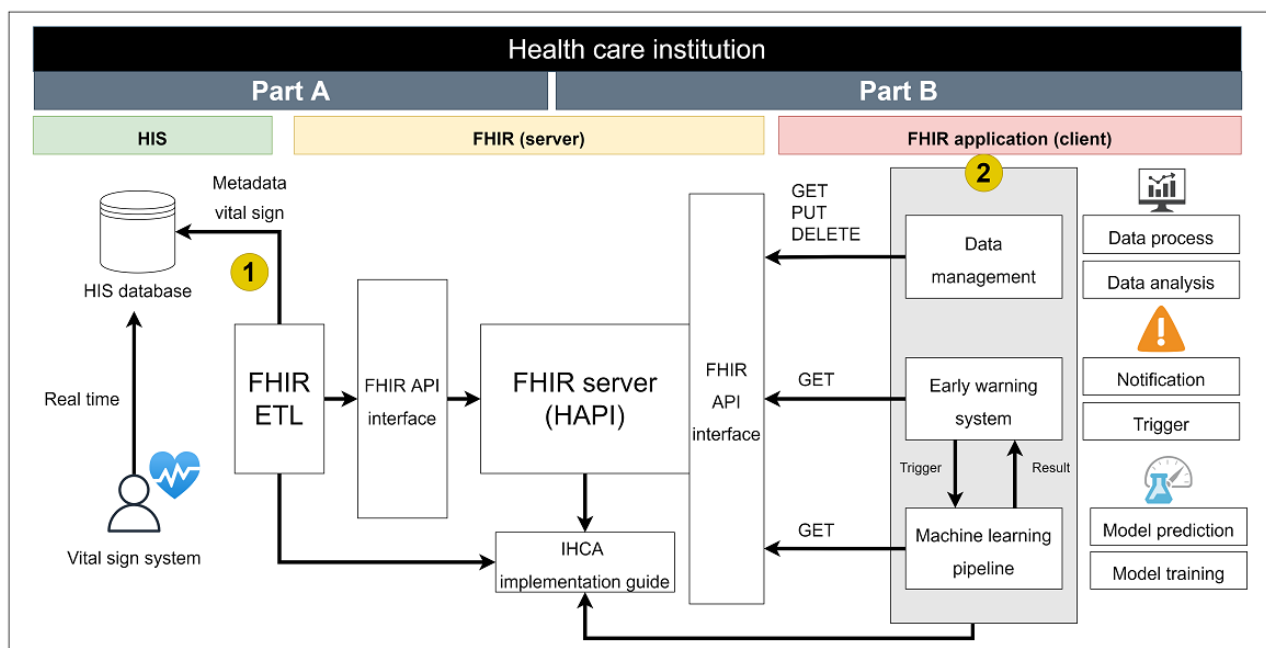 Health care institution
Part A
Part B
HIS
FHIR (server)
FHIR application (client)
Metadata
vital sign
1
HIS database
Real time
Vital sign system
FHIR
ETL
FHIR API
interface
FHIR server
(HAPI)
IHCA
implementation guide
FHIR
API
interface
GET
PUT
DELETE
GET
GET
2
Data
management
Early warning
system
Trigger
Result
Machine learning
pipeline
Data process
Data analysis
Notification
Trigger
Model prediction
Model training